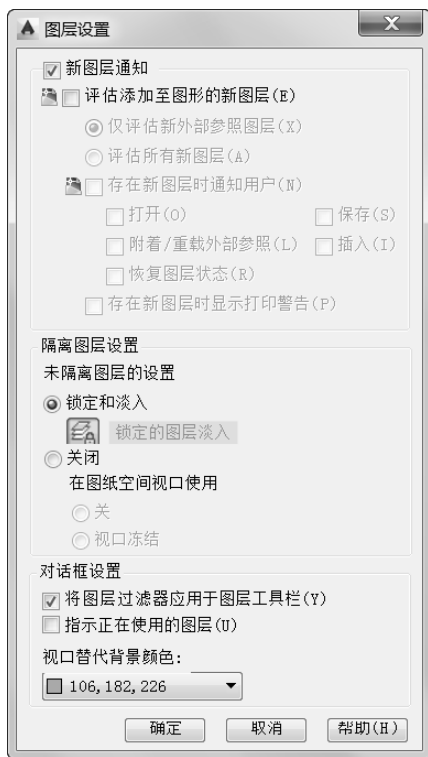 图层设置
新图层通知
评估添加至图形的新图层(E)
仅评估新外部参照图层(X)
评估所有新图层(A)
存在新图层时通知用户(N)
打开(O) 保存(S)
附着/重载外部参照(L) 插入(I)
恢复图层状态(R)
存在新图层时显示打印警告(P)
隔离图层设置
未隔离图层的设置
锁定和淡入
锁定的图层淡入
关闭
在图纸空间视口使用
关
视口冻结
对话框设置
将图层过滤器应用于图层工具栏(Y)
指示正在使用的图层(U)
视口替代背景颜色:
106,182,226
确定 取消 帮助(H)